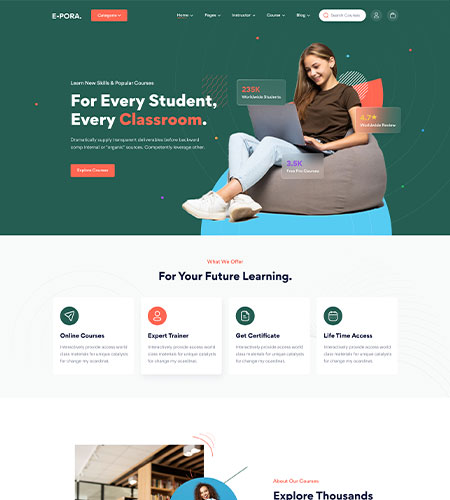 E-PORA.
Categories
Home
Pages
Instructor
Course
Blog
Search Courses
Learn New Skills & Popular Courses
For Every Student,
Every Classroom.
Dramatically supply transparent deliverables before backward
comp internal or "organic" sources. Competently leverage other.
Explore Courses
235K
Worldwide Students
4.7★
Worldwide Review
3.5K
Free Pro Courses
What We Offer
For Your Future Learning.
Online Courses
Interactively provide access world
class materials for unique catalysts
for change my ocardinas.
Expert Trainer
Interactively provide access world
class materials for unique catalysts
for change my ocardinas.
Get Certificate
Interactively provide access world
class materials for unique catalysts
for change my ocardinas.
Life Time Access
Interactively provide access world
class materials for unique catalysts
for change my ocardinas.
About Our Courses
Explore Thousands